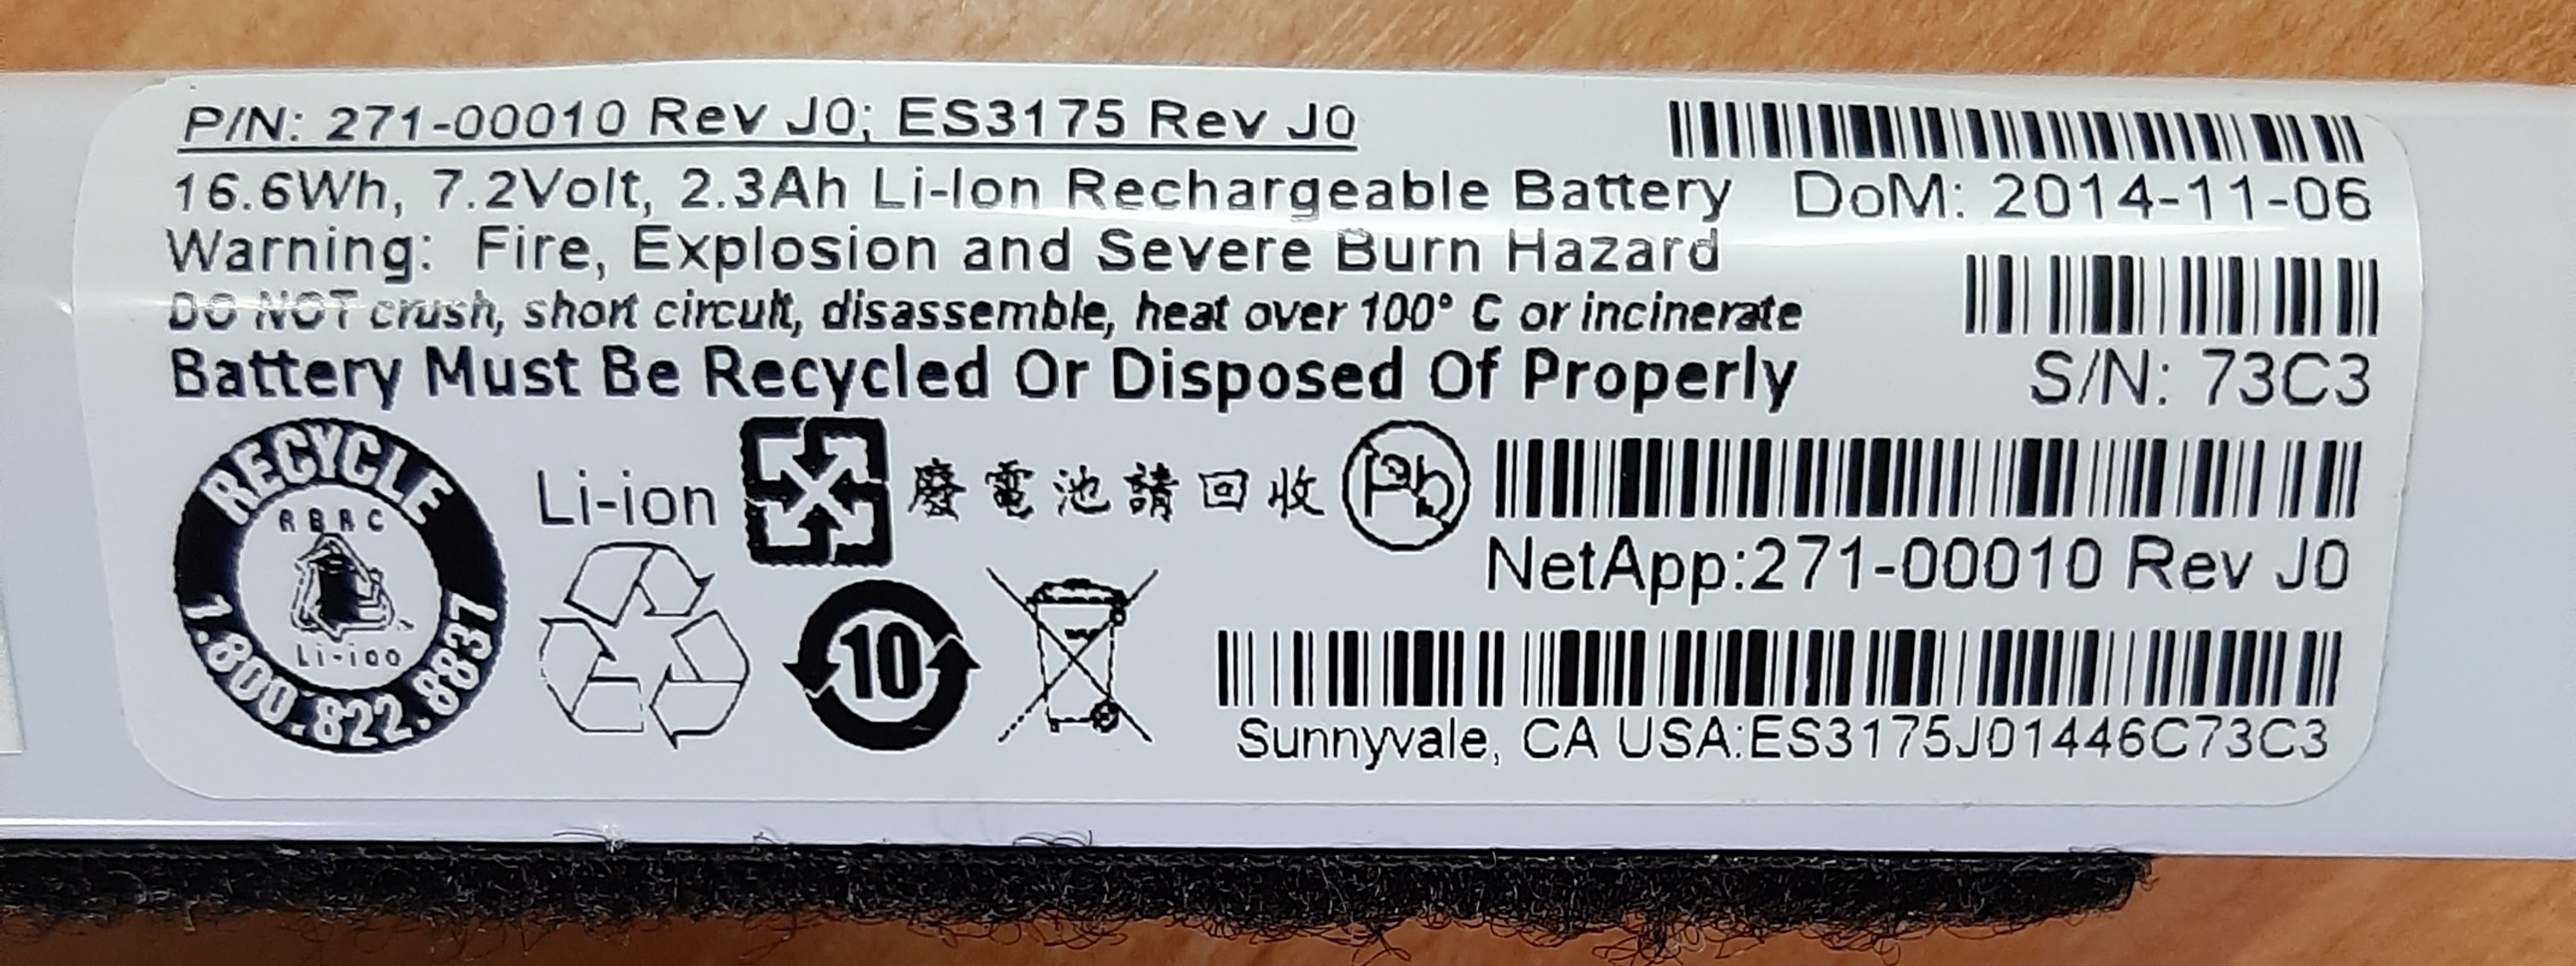 P/N: 271-00010 Rev J0; ES3175 Rev J0
16.6Wh, 7.2Volt, 2.3Ah Li-Ion Rechargeable Battery
DoM: 2014-11-06
Warning: Fire, Explosion and Severe Burn Hazard
DO NOT crush, short circuit, disassemble, heat over 100° C or incinerate
Battery Must Be Recycled Or Disposed Of Properly
S/N: 73C3
RECYCLE
RBRC
Li-ion
1.800.822.8837
Li-ion
廢電池請回收
Pb
NetApp:271-00010 Rev J0
10
Sunnyvale, CA USA:ES3175J01446C73C3